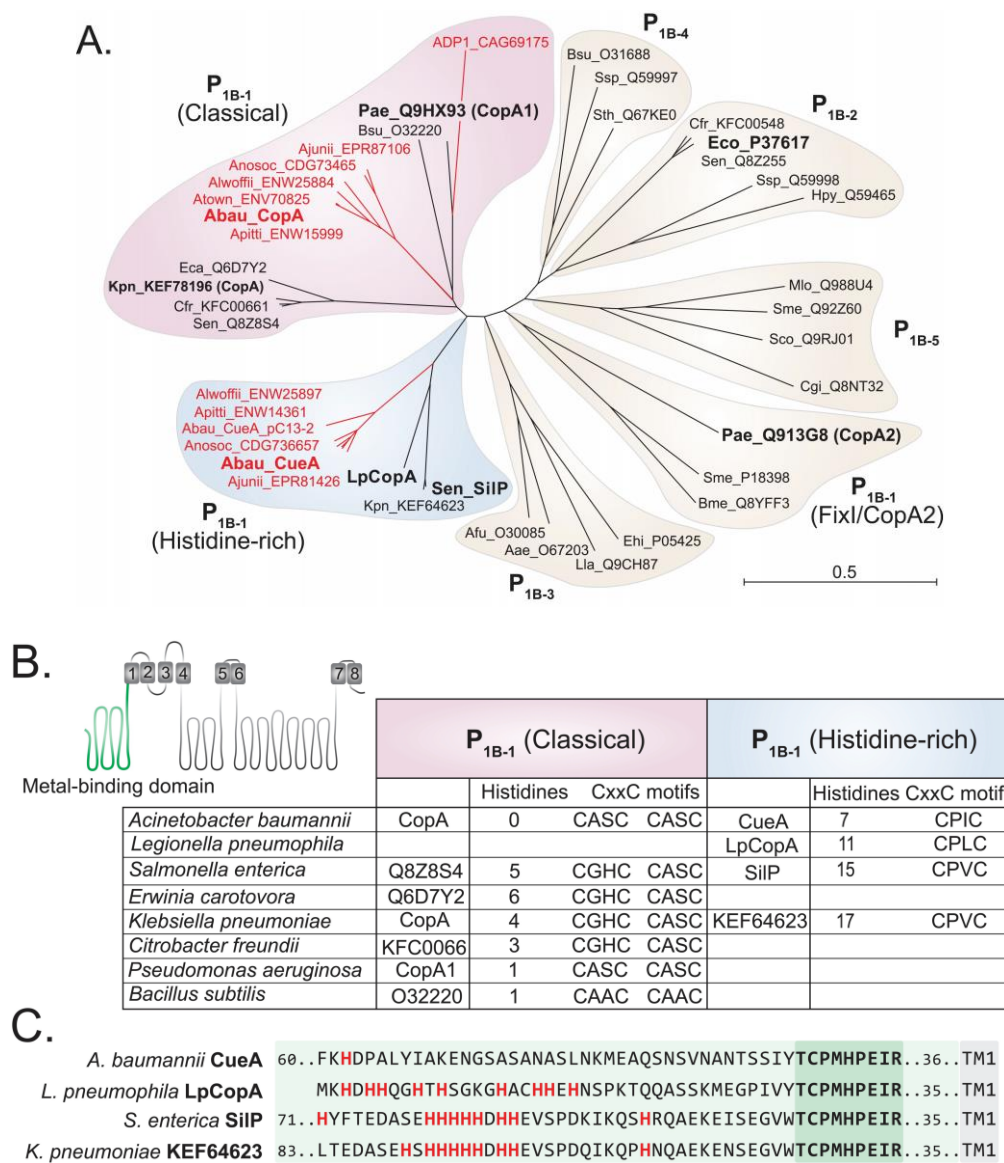 A.
ADP1_CAG69175
P1B-4
Bsu_O31688
P1B-1
(Classical)
Ssp_Q59997
Pae_Q9HX93 (CopA1)
Sth_Q67KE0
P1B-2
Bsu_O32220
Cfr_KFC00548
Ajunii_EPR87106
Eco_P37617
Anosoc_CDG73465
Sen_Q8Z255
Alwoffii_ENW25884
Ssp_Q59998
Atown_ENV70825
Hpy_Q59465
Abau_CopA
Apitti_ENW15999
Eca_Q6D7Y2
Kpn_KEF78196 (CopA)
Mlo_Q988U4
Cfr_KFC00661
Sme_Q92Z60
Sen_Q8Z8S4
Sco_Q9RJ01
P1B-5
Cgi_Q8NT32
Alwoffii_ENW25897
Apitti_ENW14361
Abau_CueA_pC13-2
Anosoc_CDG736657
Pae_Q913G8 (CopA2)
Abau_CueA
LpCopA
Ajunii_EPR81426
Sen_SilP
Sme_P18398
Kpn_KEF64623
Bme_Q8YFF3
P1B-1
(FixI/CopA2)
P1B-1
(Histidine-rich)
Afu_O30085
Ehi_P05425
Aae_O67203
Lla_Q9CH87
P1B-3
0.5
B.
1 2 3 4 5 6 7 8
Metal-binding domain
P1B-1 (Classical) P1B-1 (Histidine-rich)
Histidines CxxC motifs Histidines CxxC motif
Acinetobacter baumannii CopA 0 CASC CASC CueA 7 CPIC
Legionella pneumophila LpCopA 11 CPLC
Salmonella enterica Q8Z8S4 5 CGHC CASC SilP 15 CPVC
Erwinia carotovora Q6D7Y2 6 CGHC CASC
Klebsiella pneumoniae CopA 4 CGHC CASC KEF64623 17 CPVC
Citrobacter freundii KFC0066 3 CGHC CASC
Pseudomonas aeruginosa CopA1 1 CASC CASC
Bacillus subtilis O32220 1 CAAC CAAC
C.
A. baumannii CueA 60..FKHDPALYIAKENGSASANASLNKMEAQSNSVNANTSSIYTCPMHPEIR..36..TM1
L. pneumophila LpCopA MKHDHHQGHTHSGKGHACHHEHNSPKTQQASSKMEGPIVYTCPMHPEIR..35..TM1
S. enterica SilP 71..HYFTEDASEHHHHHDHHEVSPDKIKQSHRQAEKEISEGVWTCPMHPEIR..35..TM1
K. pneumoniae KEF64623 83..LTEDASEHSHHHHHDHHEVSPDQIKQPHNQAEKEISEGVWTCPMHPEIR..35..TM1